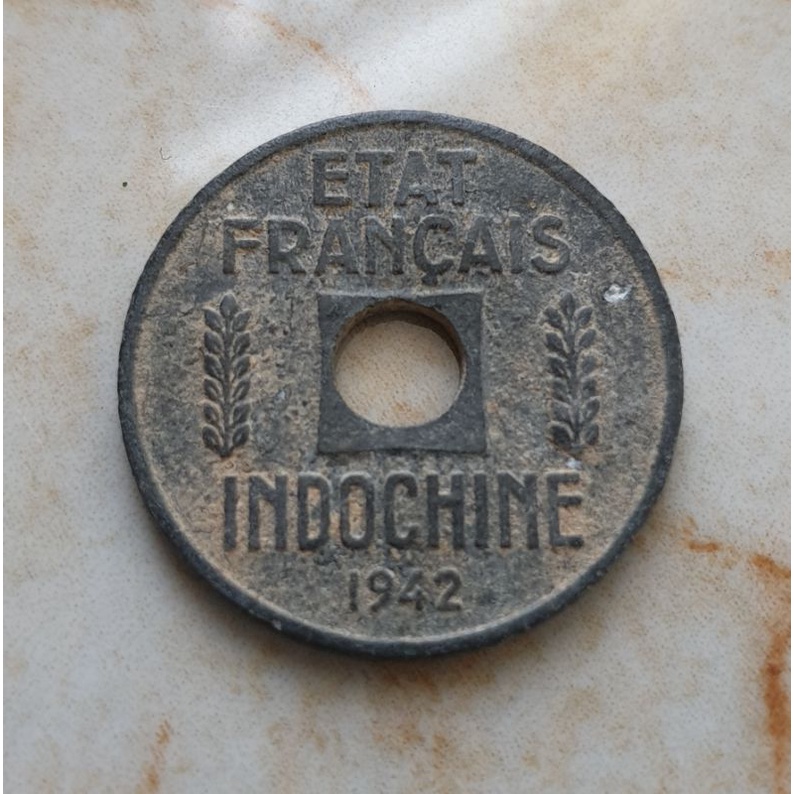 ETAT
FRANÇAIS
INDOCHINE
1942